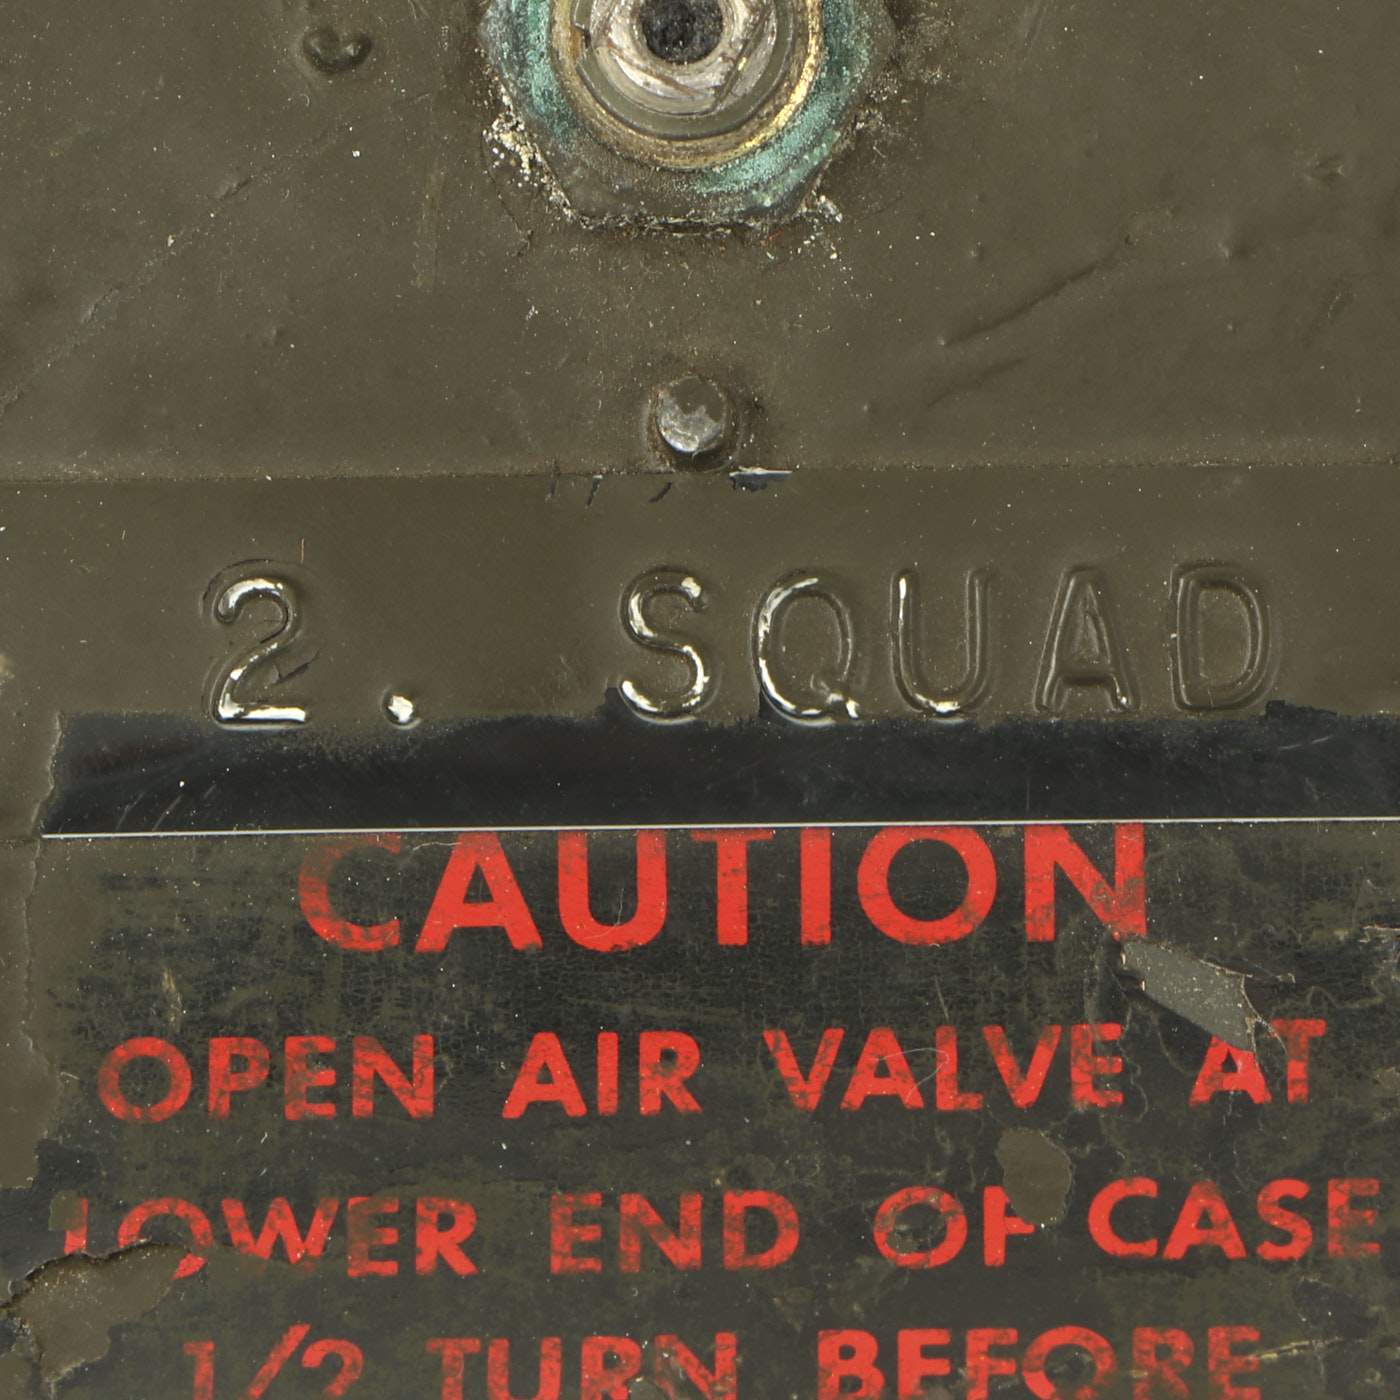 2. SQUAD
CAUTION
OPEN AIR VALVE AT
LOWER END OF CASE
1/2 TURN BEFORE